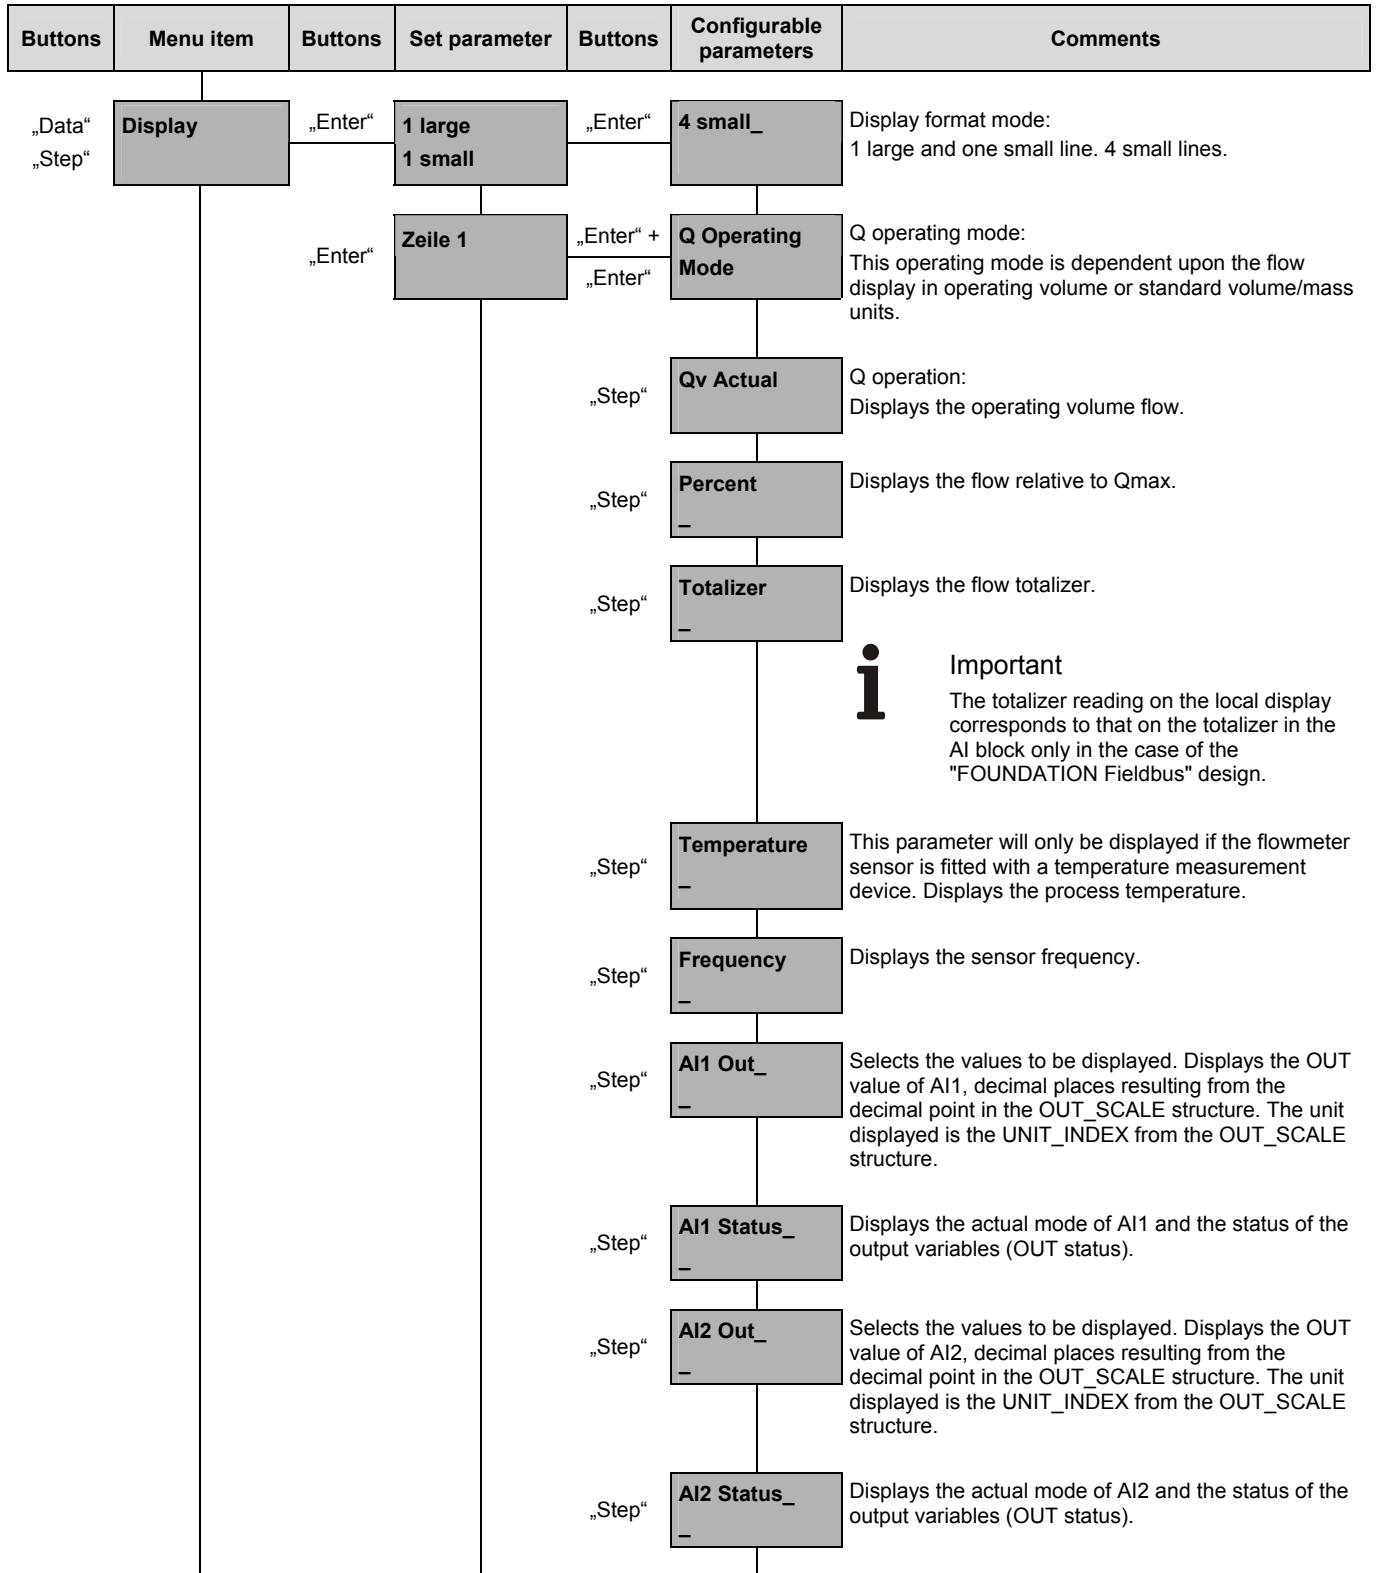 Buttons Menu item Buttons Set parameter Buttons Configurable parameters Comments
„Data“
„Step“
Display
„Enter“
1 large
1 small
„Enter“
4 small_
Display format mode:
1 large and one small line. 4 small lines.
„Enter“
Zeile 1
„Enter“ +
„Enter“
Q Operating
Mode
Q operating mode:
This operating mode is dependent upon the flow
display in operating volume or standard volume/mass
units.
„Step“
Qv Actual
Q operation:
Displays the operating volume flow.
„Step“
Percent
_
Displays the flow relative to Qmax.
„Step“
Totalizer
_
Displays the flow totalizer.
i
Important
The totalizer reading on the local display
corresponds to that on the totalizer in the
AI block only in the case of the
"FOUNDATION Fieldbus" design.
„Step“
Temperature
_
This parameter will only be displayed if the flowmeter
sensor is fitted with a temperature measurement
device. Displays the process temperature.
„Step“
Frequency
_
Displays the sensor frequency.
„Step“
AI1 Out_
_
Selects the values to be displayed. Displays the OUT
value of AI1, decimal places resulting from the
decimal point in the OUT_SCALE structure. The unit
displayed is the UNIT_INDEX from the OUT_SCALE
structure.
„Step“
AI1 Status_
_
Displays the actual mode of AI1 and the status of the
output variables (OUT status).
„Step“
AI2 Out_
_
Selects the values to be displayed. Displays the OUT
value of AI2, decimal places resulting from the
decimal point in the OUT_SCALE structure. The unit
displayed is the UNIT_INDEX from the OUT_SCALE
structure.
„Step“
AI2 Status_
_
Displays the actual mode of AI2 and the status of the
output variables (OUT status).